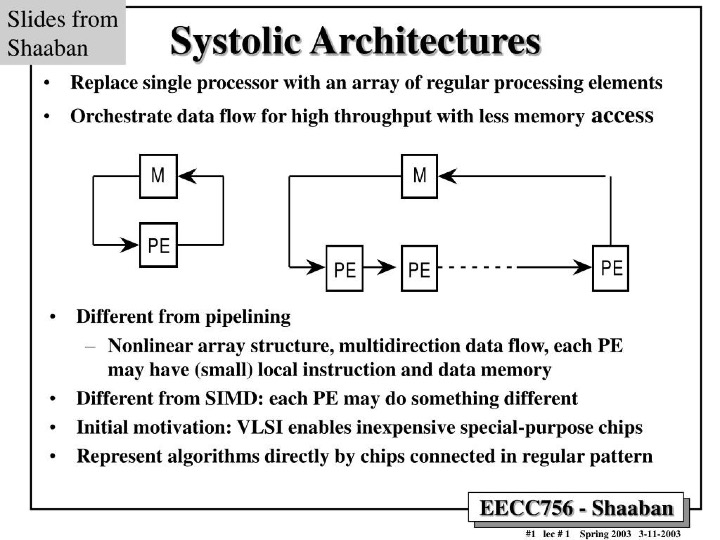 Slides from
Shaaban
Systolic Architectures
• Replace single processor with an array of regular processing elements
• Orchestrate data flow for high throughput with less memory access
M
PE
M
PE
PE
PE
• Different from pipelining
– Nonlinear array structure, multidirection data flow, each PE
may have (small) local instruction and data memory
• Different from SIMD: each PE may do something different
• Initial motivation: VLSI enables inexpensive special-purpose chips
• Represent algorithms directly by chips connected in regular pattern
EECC756 - Shaaban
#1 lec # 1 Spring 2003 3-11-2003